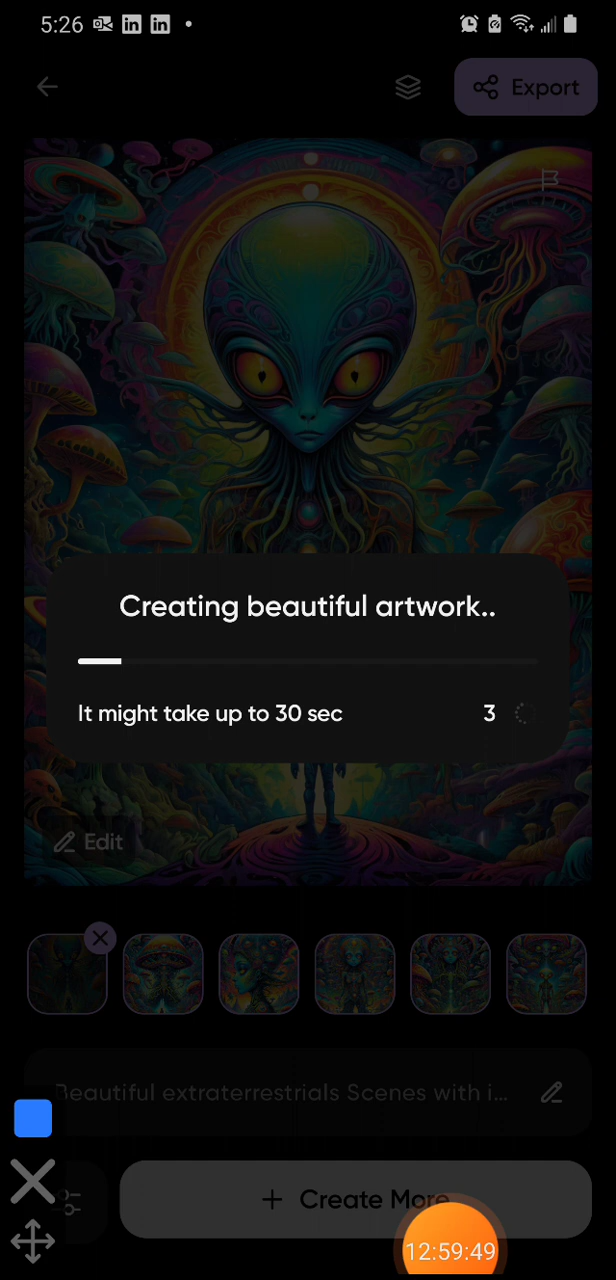 5:26
Export
Creating beautiful artwork..
It might take up to 30 sec
3
Edit
Beautiful extraterrestrials Scenes with i...
Create More
12:59:49